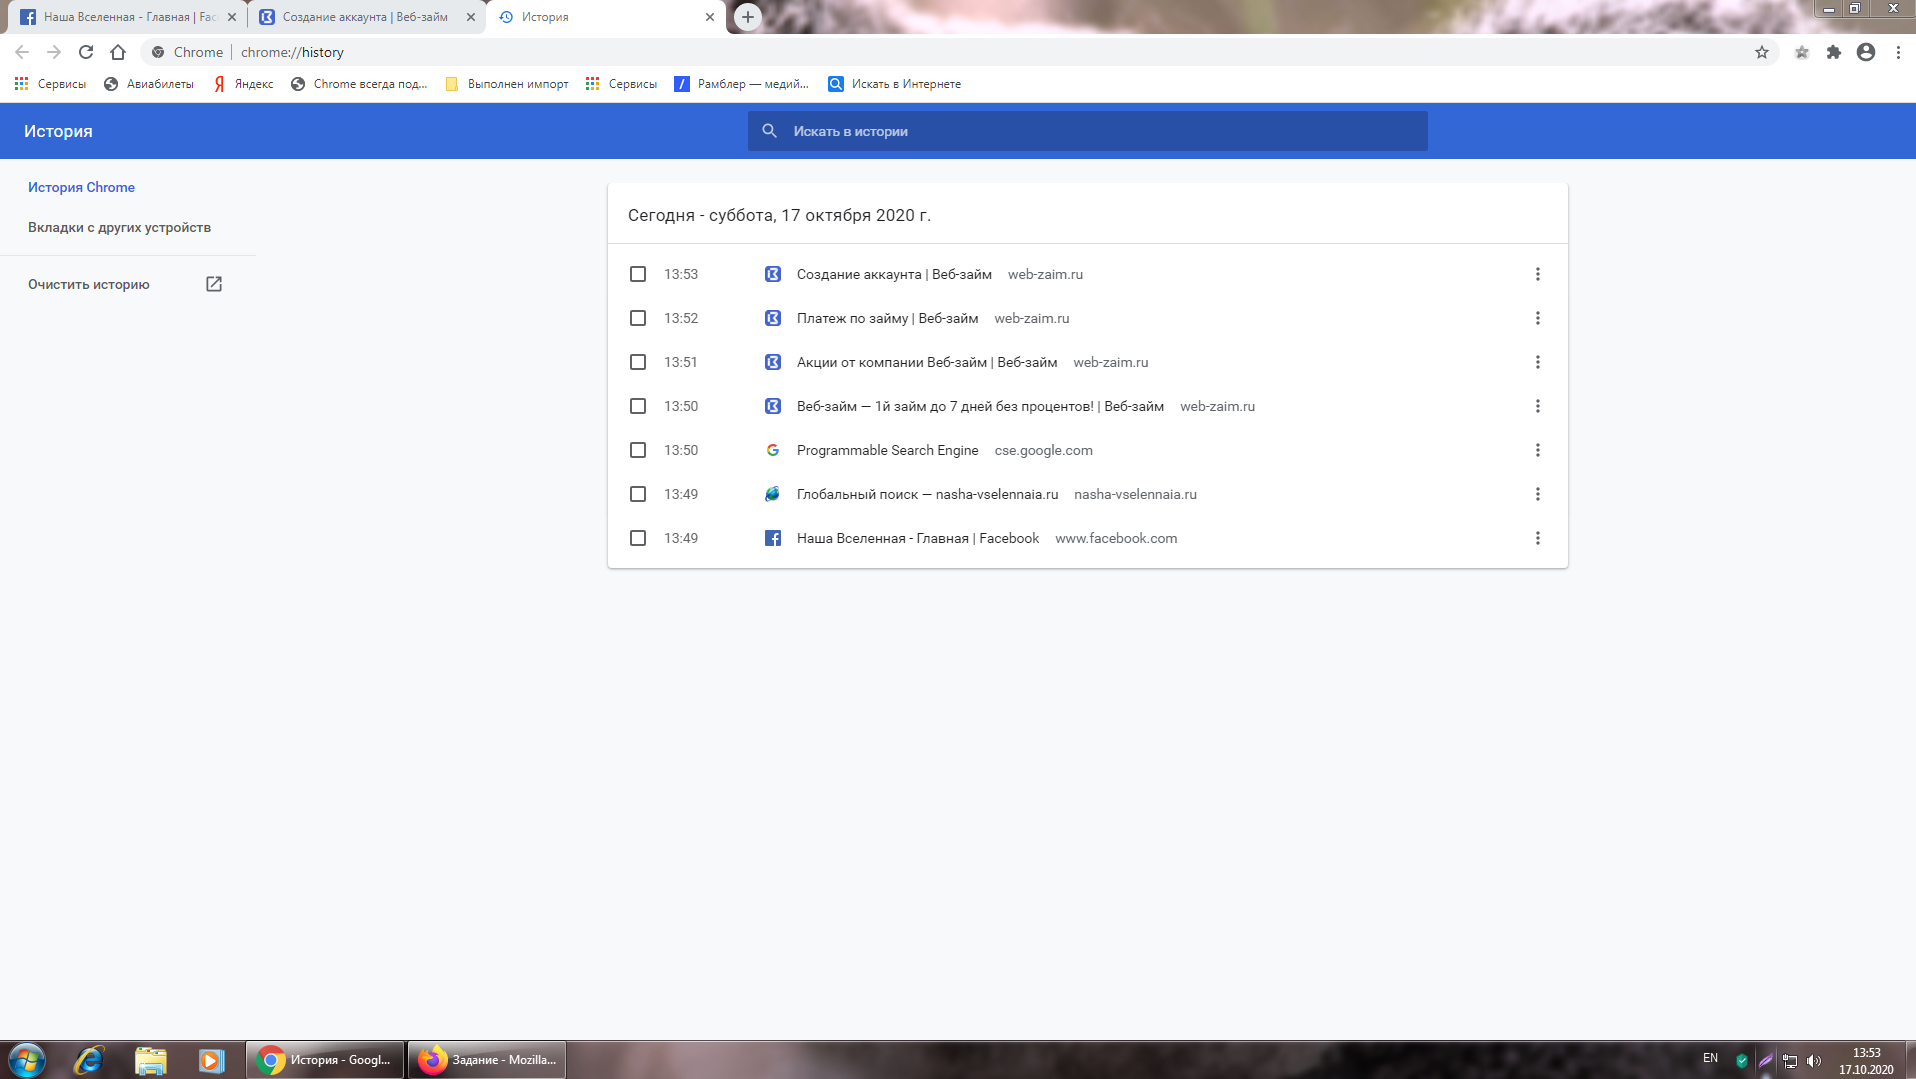 Наша Вселенная - Главная | Fac
Создание аккаунта | Веб-займ
История
Chrome
chrome://history
Сервисы
Авиабилеты
Яндекс
Chrome всегда под...
Выполнен импорт
Сервисы
Рамблер — медий...
Искать в Интернете
История
Искать в истории
История Chrome
Вкладки с других устройств
Очистить историю
Сегодня - суббота, 17 октября 2020 г.
13:53 Создание аккаунта | Веб-займ web-zaim.ru
13:52 Платеж по займу | Веб-займ web-zaim.ru
13:51 Акции от компании Веб-займ | Веб-займ web-zaim.ru
13:50 Веб-займ — 1й займ до 7 дней без процентов! | Веб-займ web-zaim.ru
13:50 Programmable Search Engine cse.google.com
13:49 Глобальный поиск — nasha-vselennaia.ru nasha-vselennaia.ru
13:49 Наша Вселенная - Главная | Facebook www.facebook.com
История - Googl...
Задание - Mozilla...
EN
13:53
17.10.2020